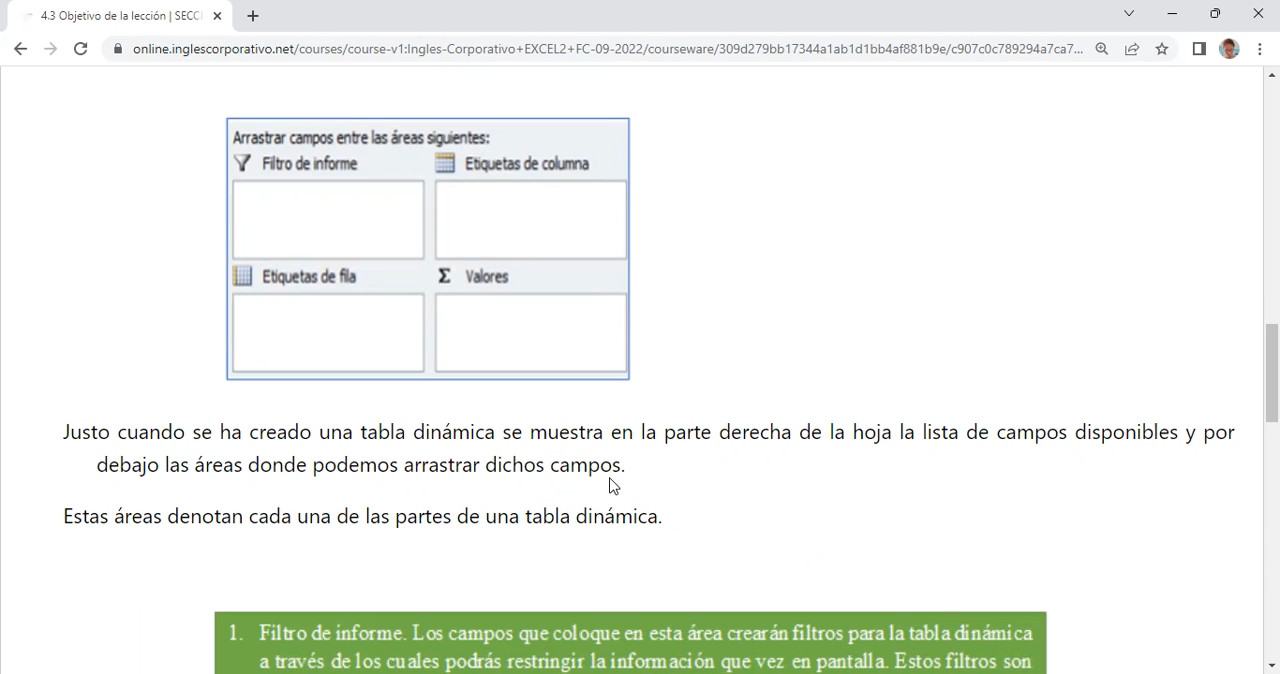 4.3 Objetivo de la lección | SECCI
online.inglescorporativo.net/courses/course-v1:Ingles-Corporativo+EXCEL2+FC-09-2022/courseware/309d279bb17344a1ab1d1bb4af881b9e/c907c0c789294a7ca7...
Arrastrar campos entre las áreas siguientes:
Filtro de informe Etiquetas de columna
Etiquetas de fila Σ Valores
Justo cuando se ha creado una tabla dinámica se muestra en la parte derecha de la hoja la lista de campos disponibles y por
debajo las áreas donde podemos arrastrar dichos campos.
Estas áreas denotan cada una de las partes de una tabla dinámica.
1. Filtro de informe. Los campos que coloque en esta área crearán filtros para la tabla dinámica
a través de los cuales podrás restringir la información que vez en pantalla. Estos filtros son